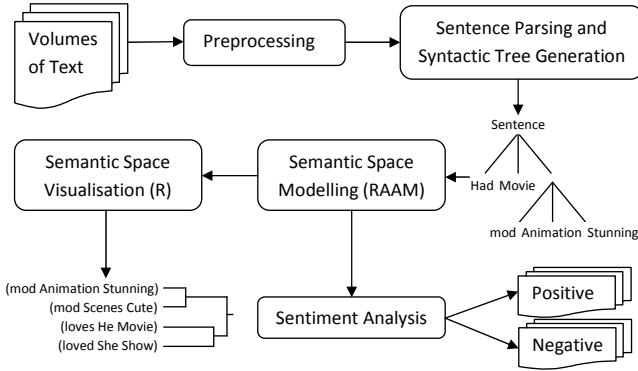 Volumes
of Text
Preprocessing
Sentence Parsing and
Syntactic Tree Generation
Sentence
Had Movie
mod Animation Stunning
Semantic Space
Modelling (RAAM)
Semantic Space
Visualisation (R)
(mod Animation Stunning)
(mod Scenes Cute)
(loves He Movie)
(loved She Show)
Sentiment Analysis
Positive
Negative